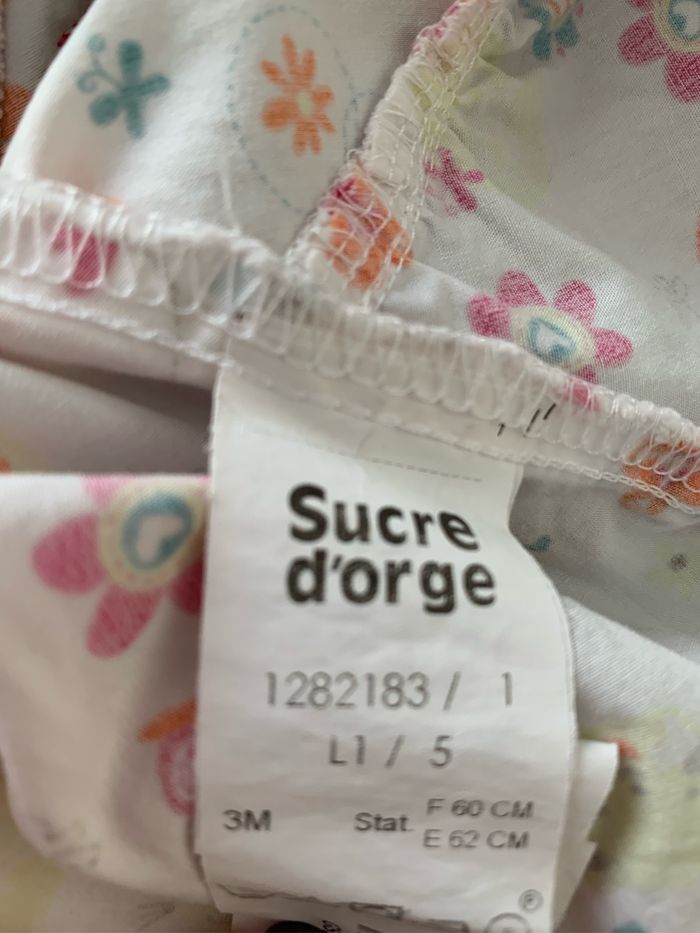 Sucre
d'orge
1282183 / 1
L1 / 5
3M Stat. F 60 CM
E 62 CM
®